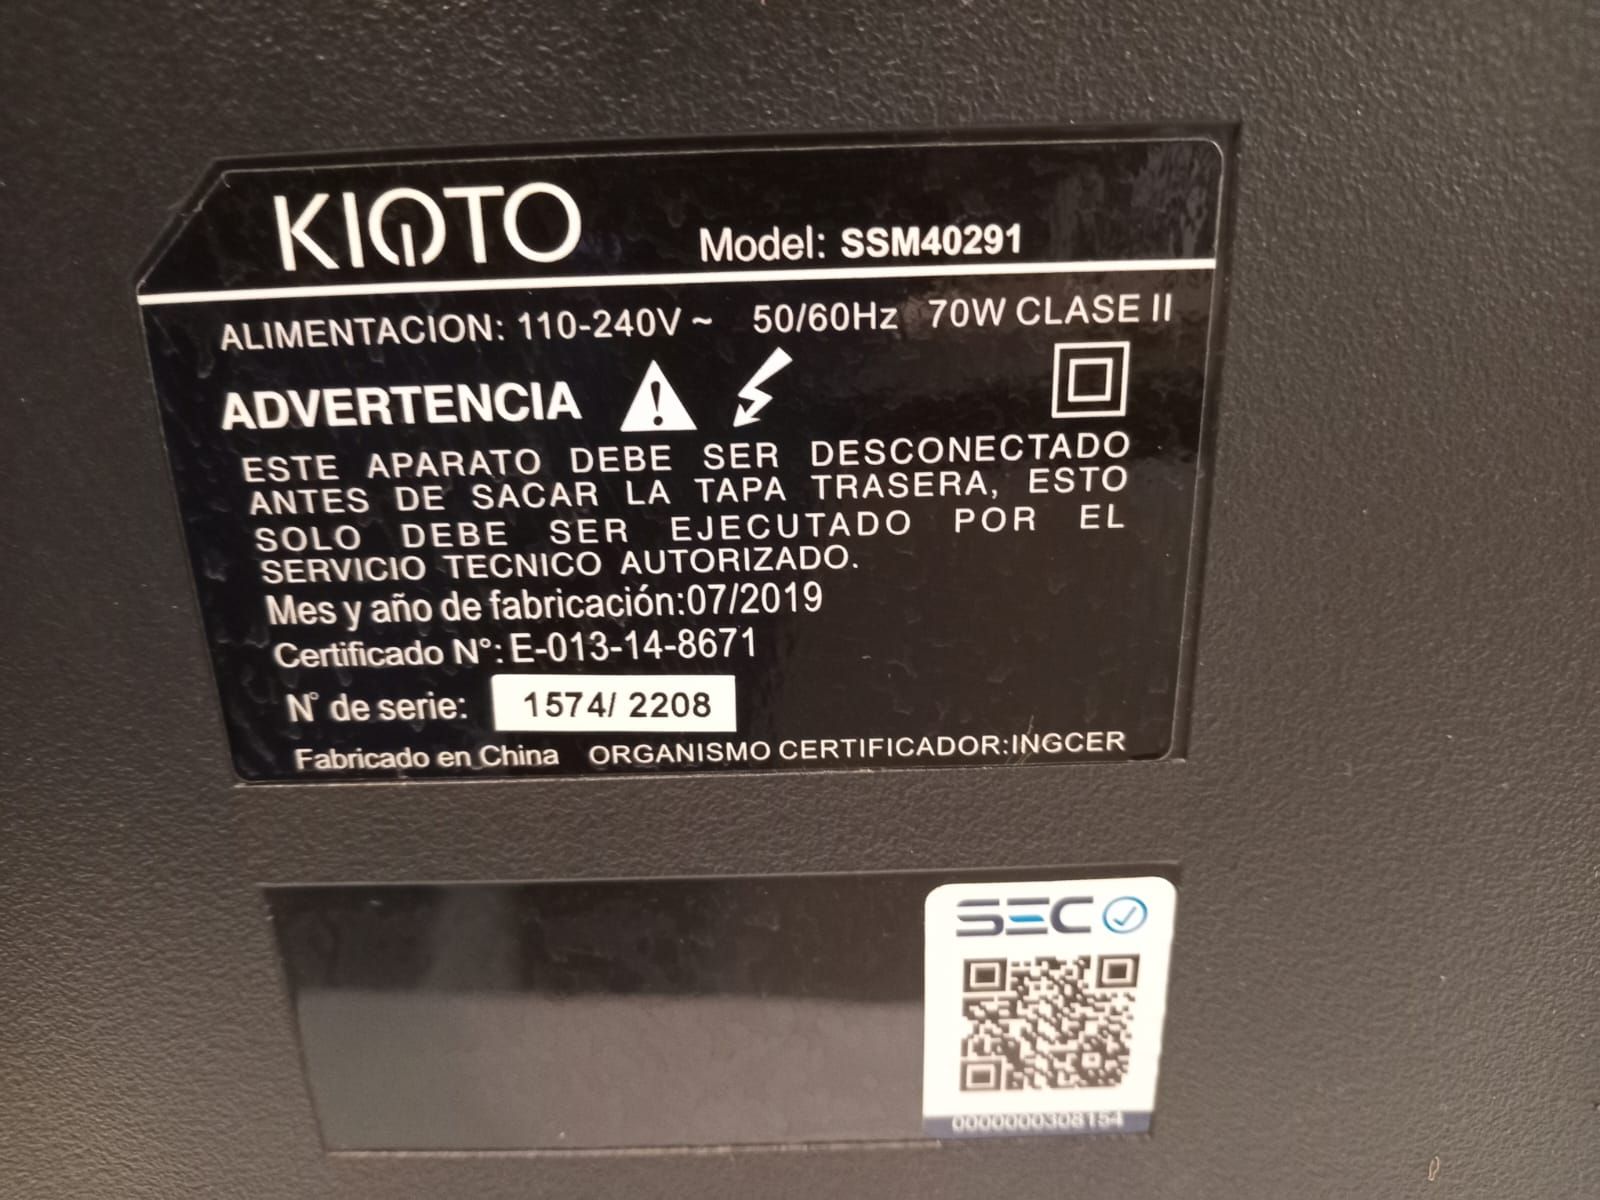 KIOTO
Model: SSM40291
ALIMENTACION: 110-240V ~ 50/60Hz 70W CLASE II
ADVERTENCIA
ESTE APARATO DEBE SER DESCONECTADO
ANTES DE SACAR LA TAPA TRASERA, ESTO
SOLO DEBE SER EJECUTADO POR EL
SERVICIO TECNICO AUTORIZADO.
Mes y año de fabricación:07/2019
Certificado N°: E-013-14-8671
N° de serie: 1574/ 2208
Fabricado en China ORGANISMO CERTIFICADOR:INGCER
SEC
0000000308154